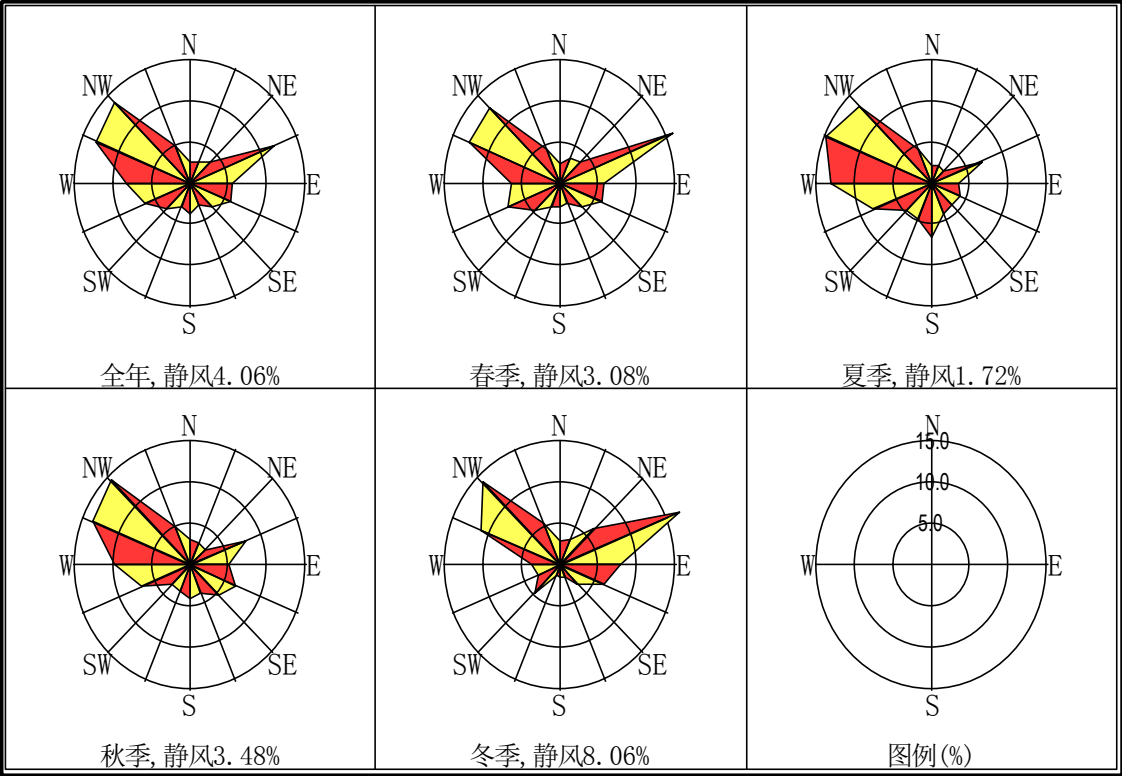 N
NW NE
W E
SW SE
S
全年,静风4.06%
N
NW NE
W E
SW SE
S
春季,静风3.08%
N
NW NE
W E
SW SE
S
夏季,静风1.72%
N
NW NE
W E
SW SE
S
秋季,静风3.48%
N
NW NE
W E
SW SE
S
冬季,静风8.06%
N
15.0
10.0
5.0
W E
S
图例(%)